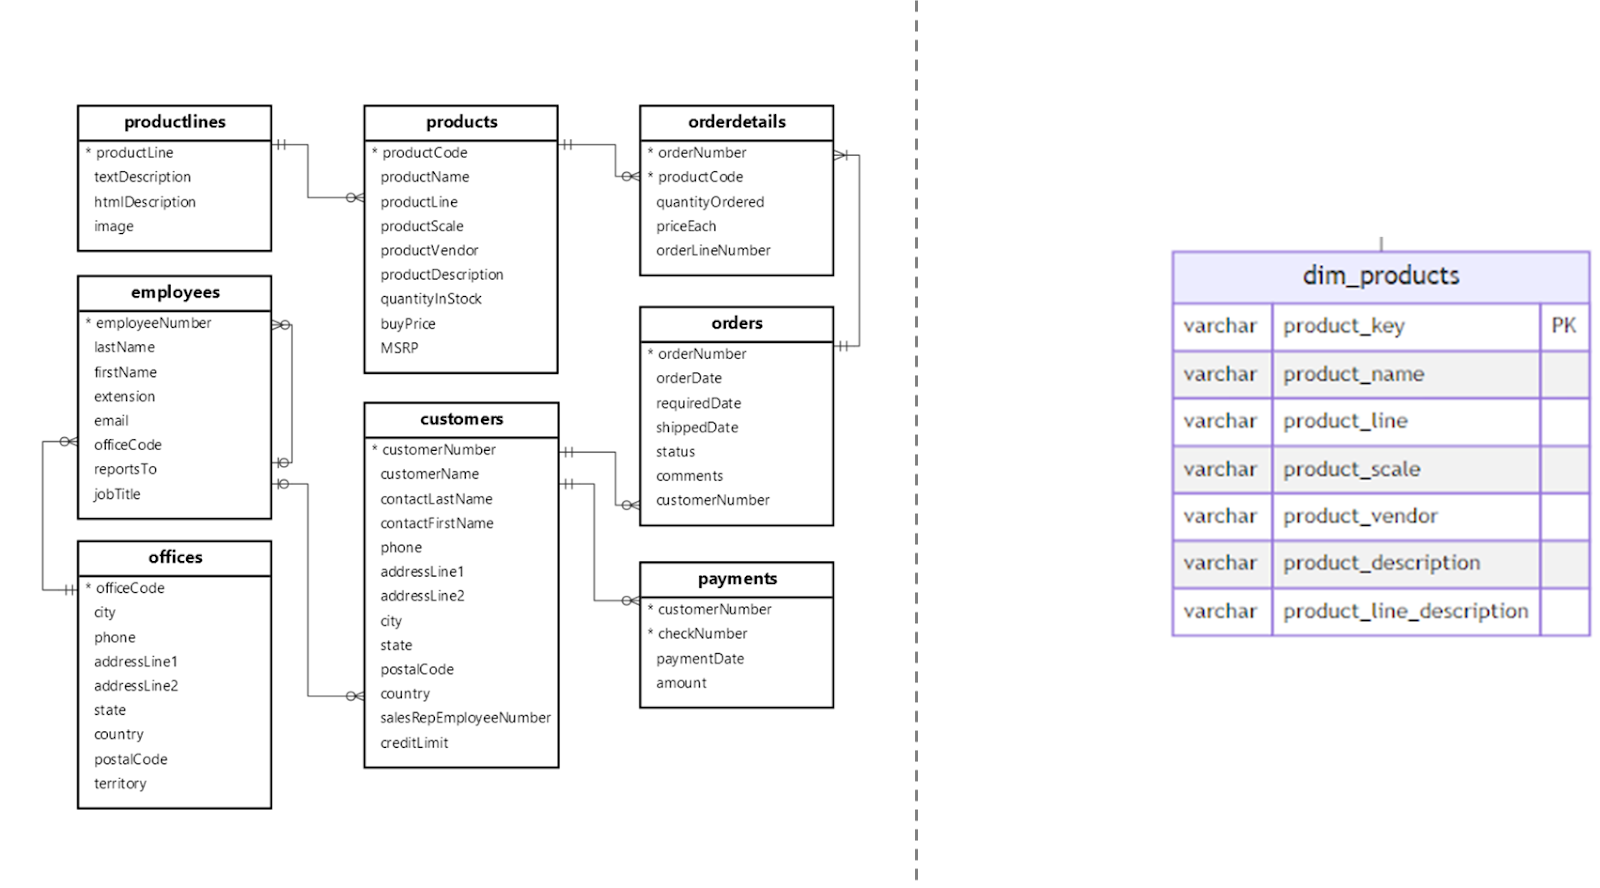 productlines
* productLine
textDescription
htmlDescription
image
employees
* employeeNumber
lastName
firstName
extension
email
officeCode
reportsTo
jobTitle
offices
* officeCode
city
phone
addressLine1
addressLine2
state
country
postalCode
territory
products
* productCode
productName
productLine
productScale
productVendor
productDescription
quantityInStock
buyPrice
MSRP
customers
* customerNumber
customerName
contactLastName
contactFirstName
phone
addressLine1
addressLine2
city
state
postalCode
country
salesRepEmployeeNumber
creditLimit
orderdetails
* orderNumber
* productCode
quantityOrdered
priceEach
orderLineNumber
orders
* orderNumber
orderDate
requiredDate
shippedDate
status
comments
customerNumber
payments
* customerNumber
* checkNumber
paymentDate
amount
dim_products
varchar product_key PK
varchar product_name
varchar product_line
varchar product_scale
varchar product_vendor
varchar product_description
varchar product_line_description